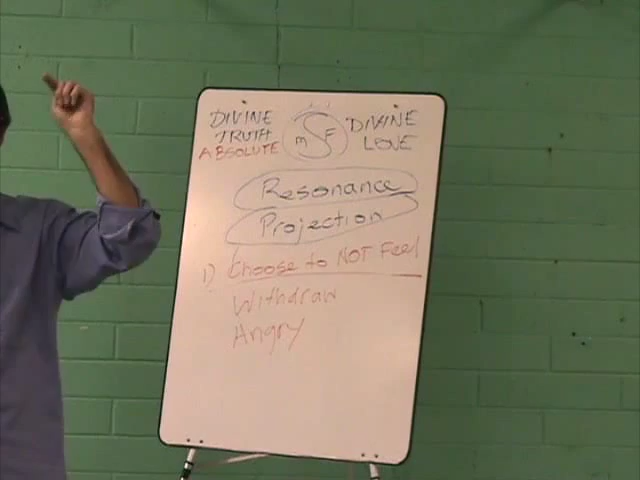 DIVINE TRUTH ABSOLUTE
m S F
DIVINE LOVE
Resonance
Projection
1) Choose to NOT Feel
Withdraw
Angry